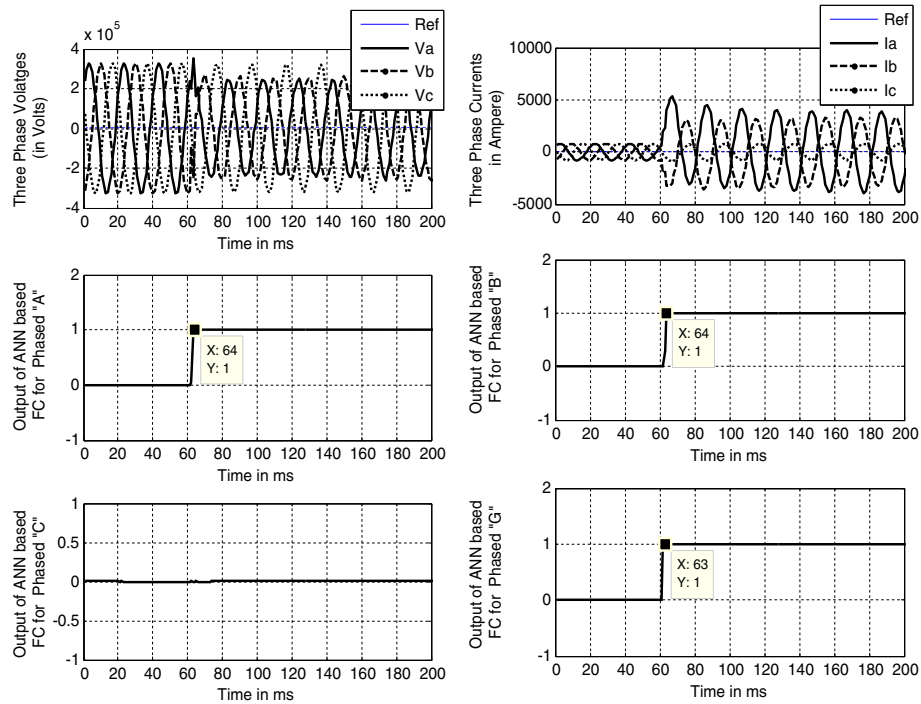 x 10^5
Ref
Va
Vb
Vc
4
2
0
-2
-4
Three Phase Volatges
(in Volts)
0 20 40 60 80 100 120 140 160 180 200
Time in ms
Ref
Ia
Ib
Ic
10000
5000
0
-5000
Three Phase Currents
in Ampere
0 20 40 60 80 100 120 140 160 180 200
Time in ms
2
1
0
-1
Output of ANN based
FC for Phased "A"
X: 64
Y: 1
0 20 40 60 80 100 120 140 160 180 200
Time in ms
2
1
0
-1
Output of ANN based
FC for Phased "B"
X: 64
Y: 1
0 20 40 60 80 100 120 140 160 180 200
Time in ms
1
0.5
0
-0.5
-1
Output of ANN based
FC for Phased "C"
0 20 40 60 80 100 120 140 160 180 200
Time in ms
2
1
0
-1
Output of ANN based
FC for Phased "G"
X: 63
Y: 1
0 20 40 60 80 100 120 140 160 180 200
Time in ms